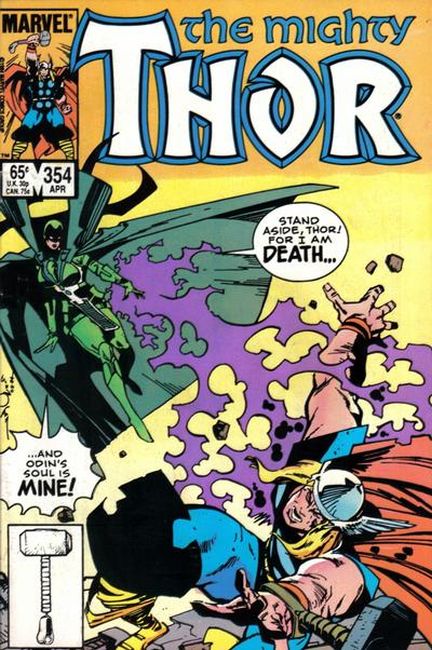 MARVEL
the mighty
THOR
65¢
U.K. 30p
CAN. 75¢
354
APR
STAND
ASIDE, THOR!
FOR I AM
DEATH...
...AND
ODIN'S
SOUL IS
MINE!
TM